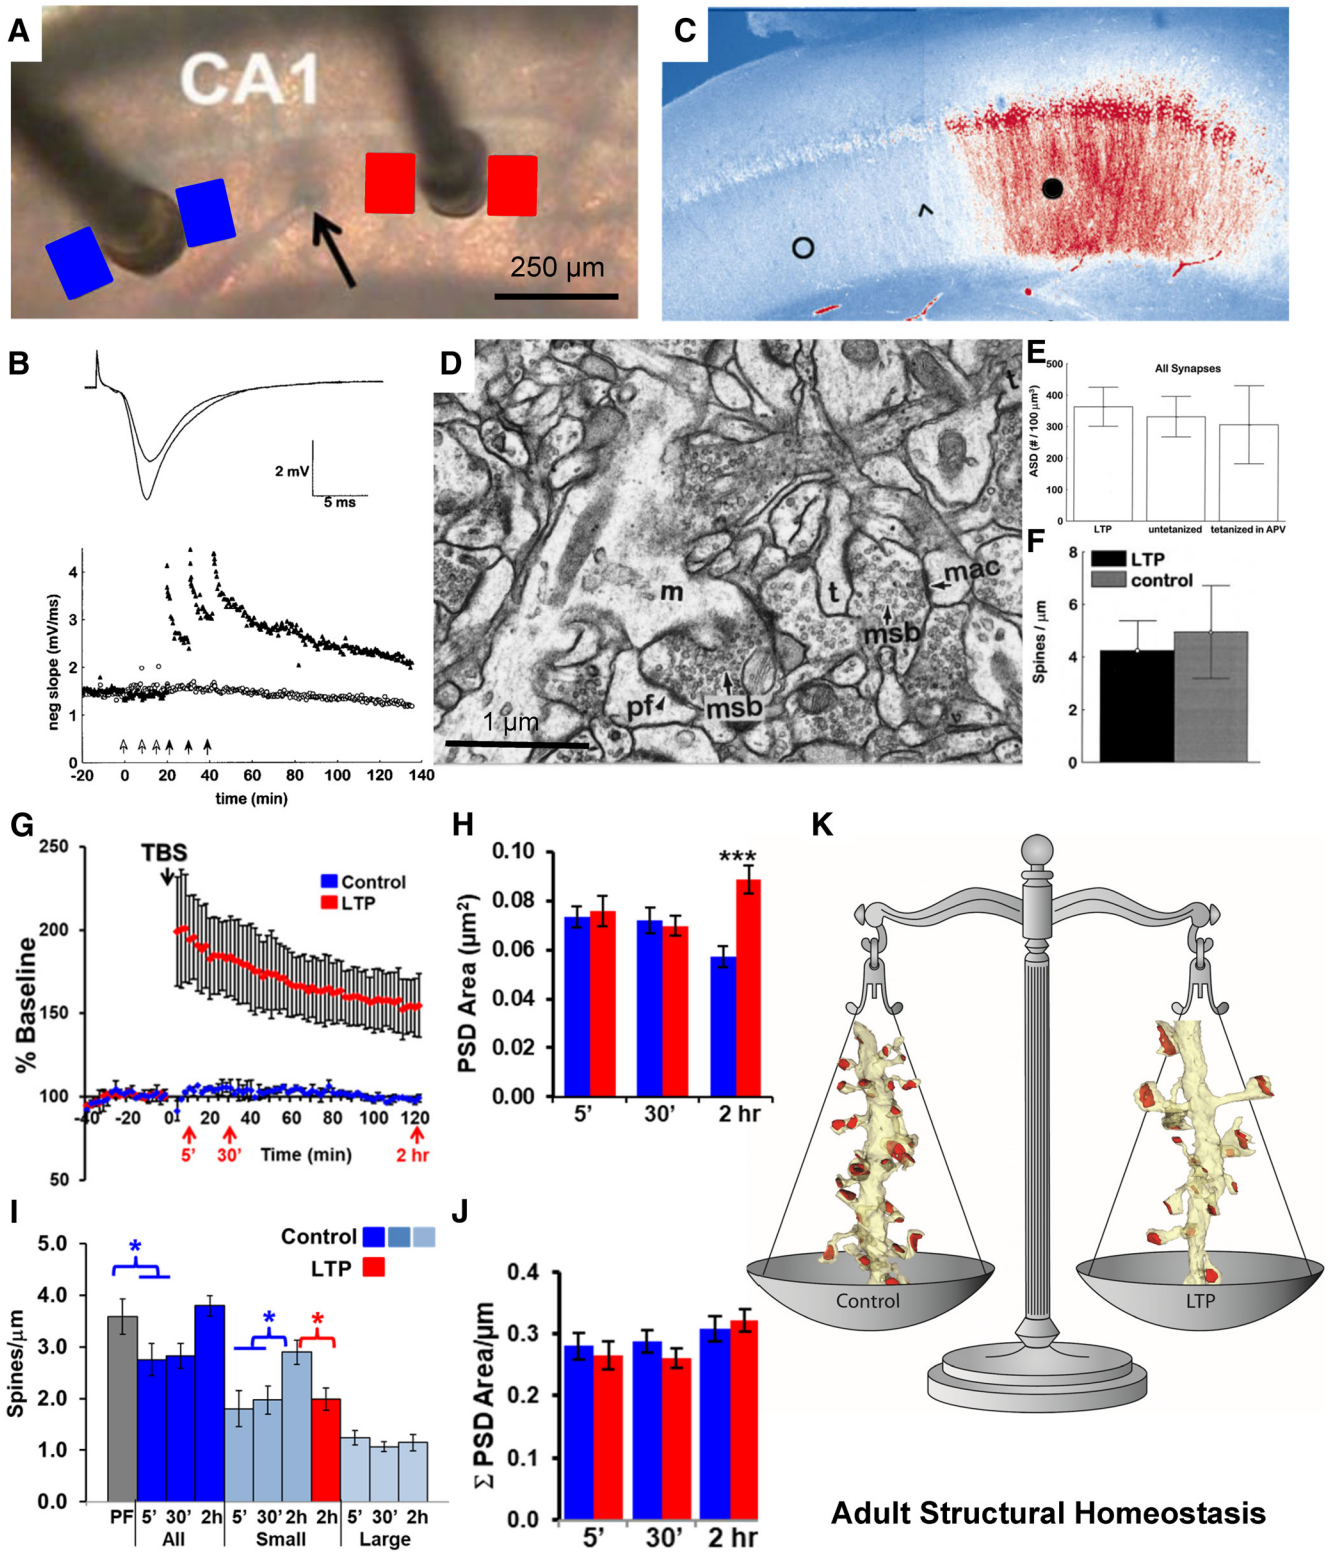 A
CA1
250 µm
C
B
2 mV
5 ms
neg slope (mV/ms)
4
3
2
1
0
-20 0 20 40 60 80 100 120 140
time (min)
D
t
m
t
mac
msb
pf
msb
1 µm
E
All Synapses
ASD (# / 100 µm³)
500
400
300
200
100
0
LTP untetanized tetanized in APV
F
LTP
control
Spines / µm
8
6
4
2
0
G
TBS
Control
LTP
% Baseline
250
200
150
100
50
-40 -20 0 20 40 60 80 100 120
5’ 30’ Time (min) 2 hr
H
***
PSD Area (µm²)
0.10
0.08
0.06
0.04
0.02
0.00
5’ 30’ 2 hr
I
Control
LTP
* * *
Spines/µm
5.0
4.0
3.0
2.0
1.0
0.0
PF 5’ 30’ 2h 5’ 30’ 2h 2h 5’ 30’ 2h
All Small Large
J
Σ PSD Area/µm
0.4
0.3
0.2
0.1
0.0
5’ 30’ 2 hr
K
Control
LTP
Adult Structural Homeostasis